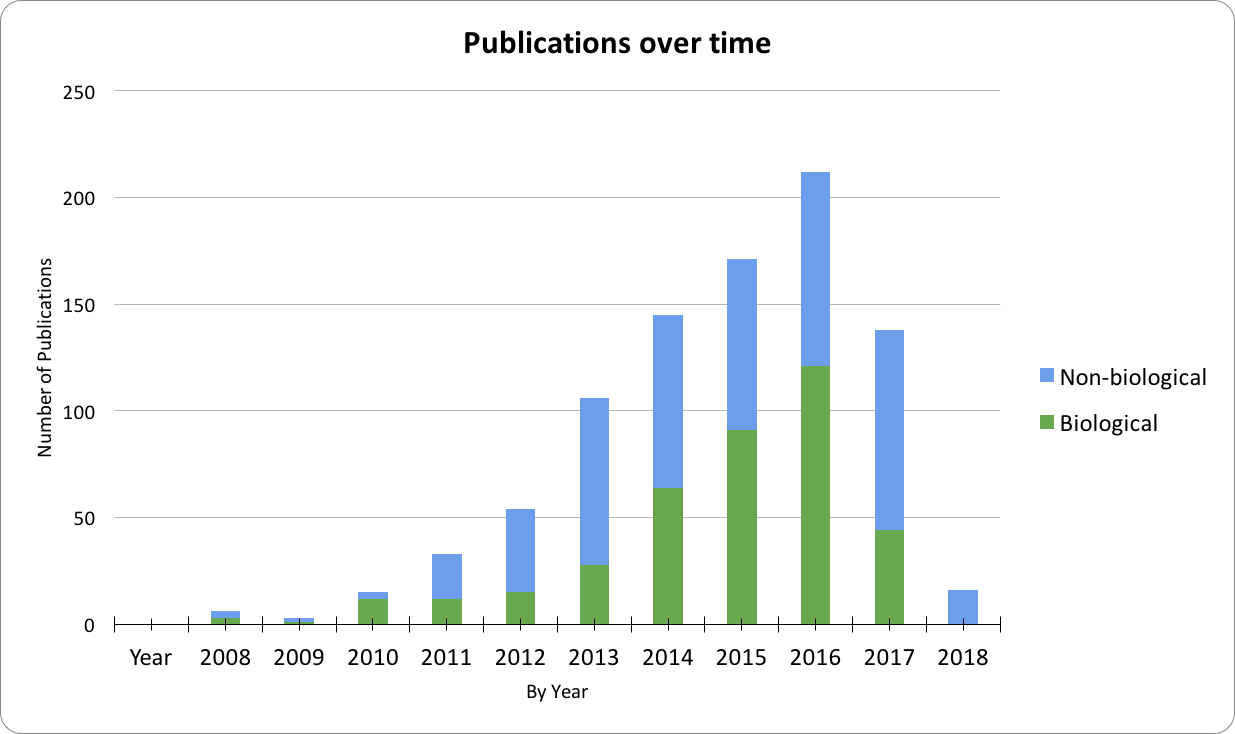 Publications over time
250
200
150
100
50
0
Number of Publications
Year 2008 2009 2010 2011 2012 2013 2014 2015 2016 2017 2018
By Year
Non-biological
Biological